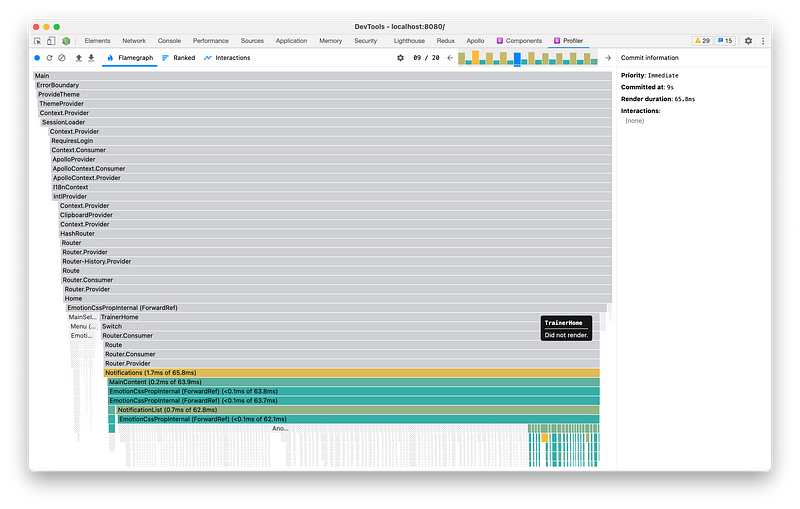 DevTools - localhost:8080/
Elements Network Console Performance Sources Application Memory Security Lighthouse Redux Apollo Components Profiler 29 15
Flamegraph Ranked Interactions 09 / 20 Commit information
Main
Priority: Immediate
ErrorBoundary
Committed at: 9s
ProvideTheme
Render duration: 65.8ms
ThemeProvider
Interactions:
Context.Provider
(none)
SessionLoader
Context.Provider
RequiresLogin
Context.Consumer
ApolloProvider
ApolloContext.Consumer
ApolloContext.Provider
I18nContext
IntlProvider
Context.Provider
ClipboardProvider
Context.Provider
HashRouter
Router
Router.Provider
Router-History.Provider
Route
Router.Consumer
Router.Provider
Home
EmotionCssPropInternal (ForwardRef)
MainSel... TrainerHome
Menu (... Switch
Emoti... Router.Consumer
Route
Router.Consumer
Router.Provider
TrainerHome
Did not render.
Notifications (1.7ms of 65.8ms)
MainContent (0.2ms of 63.9ms)
EmotionCssPropInternal (ForwardRef) (<0.1ms of 63.8ms)
EmotionCssPropInternal (ForwardRef) (<0.1ms of 63.7ms)
NotificationList (0.7ms of 62.8ms)
EmotionCssPropInternal (ForwardRef) (<0.1ms of 62.1ms)
Ano...